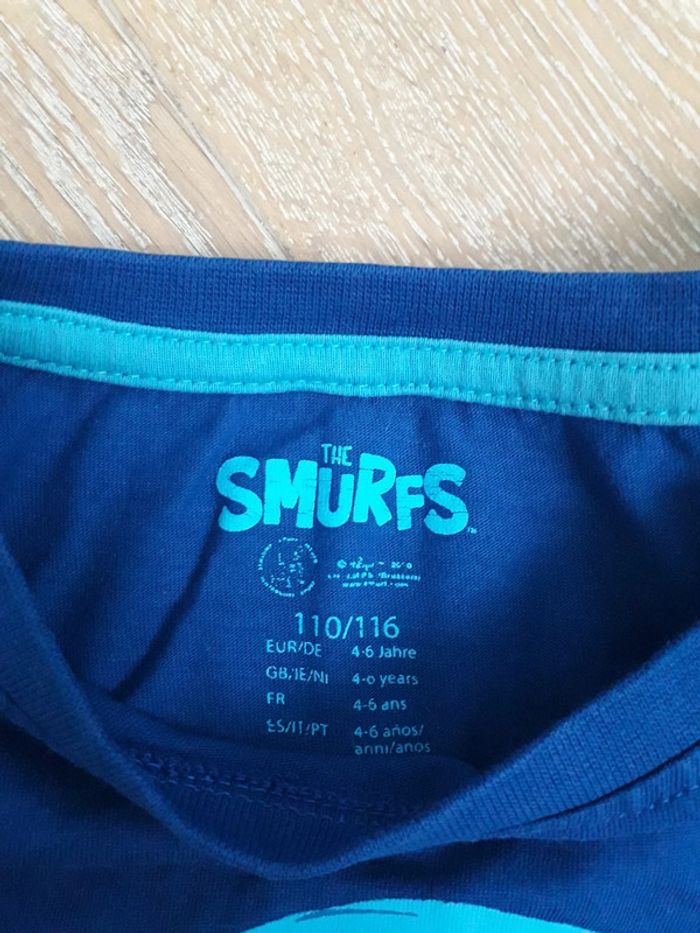 THE
SMURFS
TM
110/116
EUR/DE 4-6 Jahre
GB/IE/NI 4-6 years
FR 4-6 ans
ES/IT/PT 4-6 años/
anni/anos